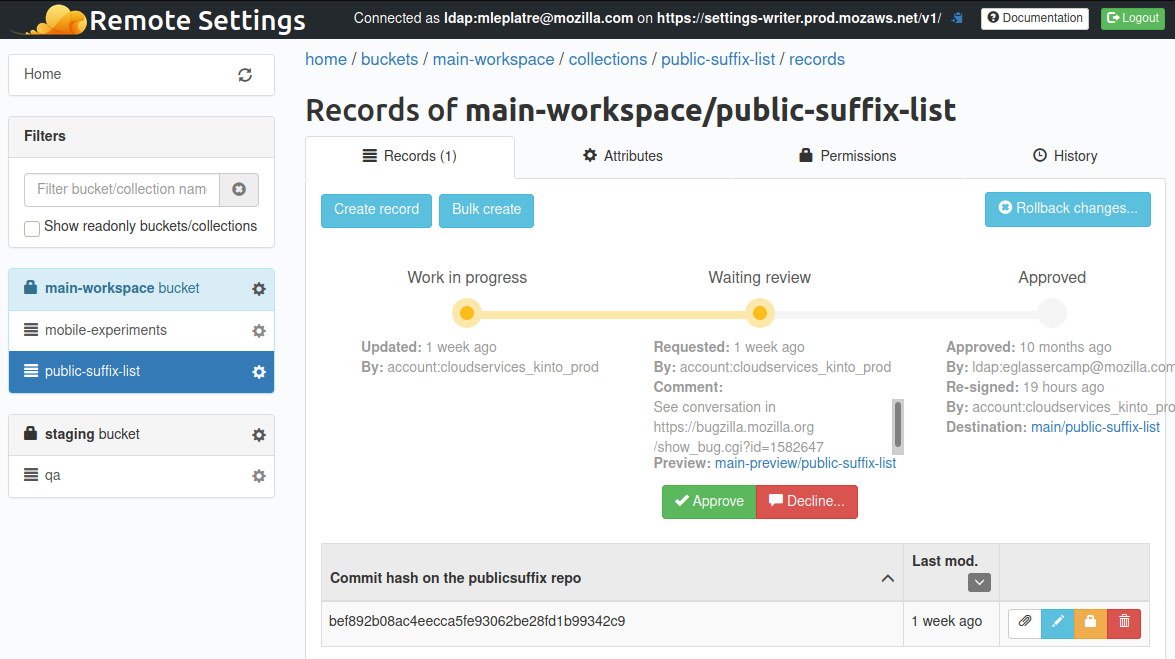 Remote Settings
Connected as ldap:mleplatre@mozilla.com on https://settings-writer.prod.mozaws.net/v1/
Documentation
Logout
Home
Filters
Filter bucket/collection name
Show readonly buckets/collections
main-workspace bucket
mobile-experiments
public-suffix-list
staging bucket
qa
home / buckets / main-workspace / collections / public-suffix-list / records
Records of main-workspace/public-suffix-list
Records (1)
Attributes
Permissions
History
Create record
Bulk create
Rollback changes...
Work in progress
Updated: 1 week ago
By: account:cloudservices_kinto_prod
Waiting review
Requested: 1 week ago
By: account:cloudservices_kinto_prod
Comment:
See conversation in
https://bugzilla.mozilla.org
/show_bug.cgi?id=1582647
Preview: main-preview/public-suffix-list
Approve
Decline...
Approved
Approved: 10 months ago
By: ldap:eglassercamp@mozilla.com
Re-signed: 19 hours ago
By: account:cloudservices_kinto_pro
Destination: main/public-suffix-list
Commit hash on the publicsuffix repo
Last mod.
bef892b08ac4eecca5fe93062be28fd1b99342c9
1 week ago